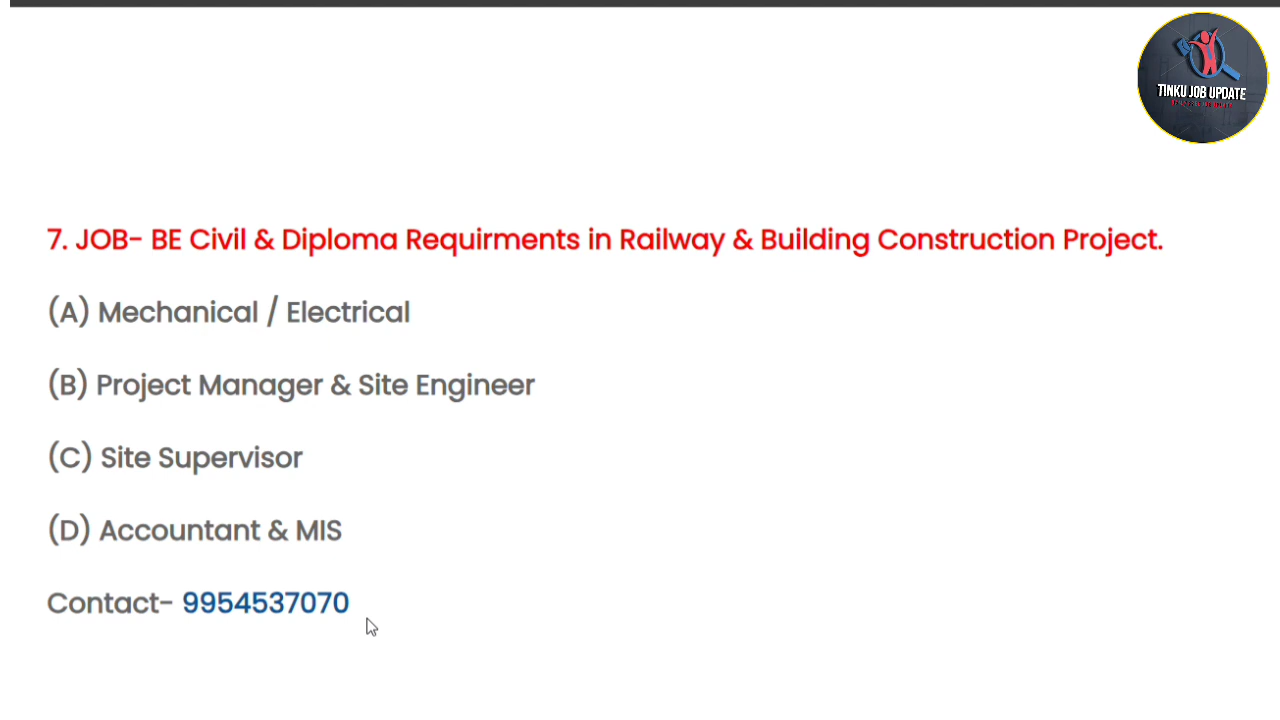 TINKU JOB UPDATE
7. JOB- BE Civil & Diploma Requirments in Railway & Building Construction Project.
(A) Mechanical / Electrical
(B) Project Manager & Site Engineer
(C) Site Supervisor
(D) Accountant & MIS
Contact- 9954537070